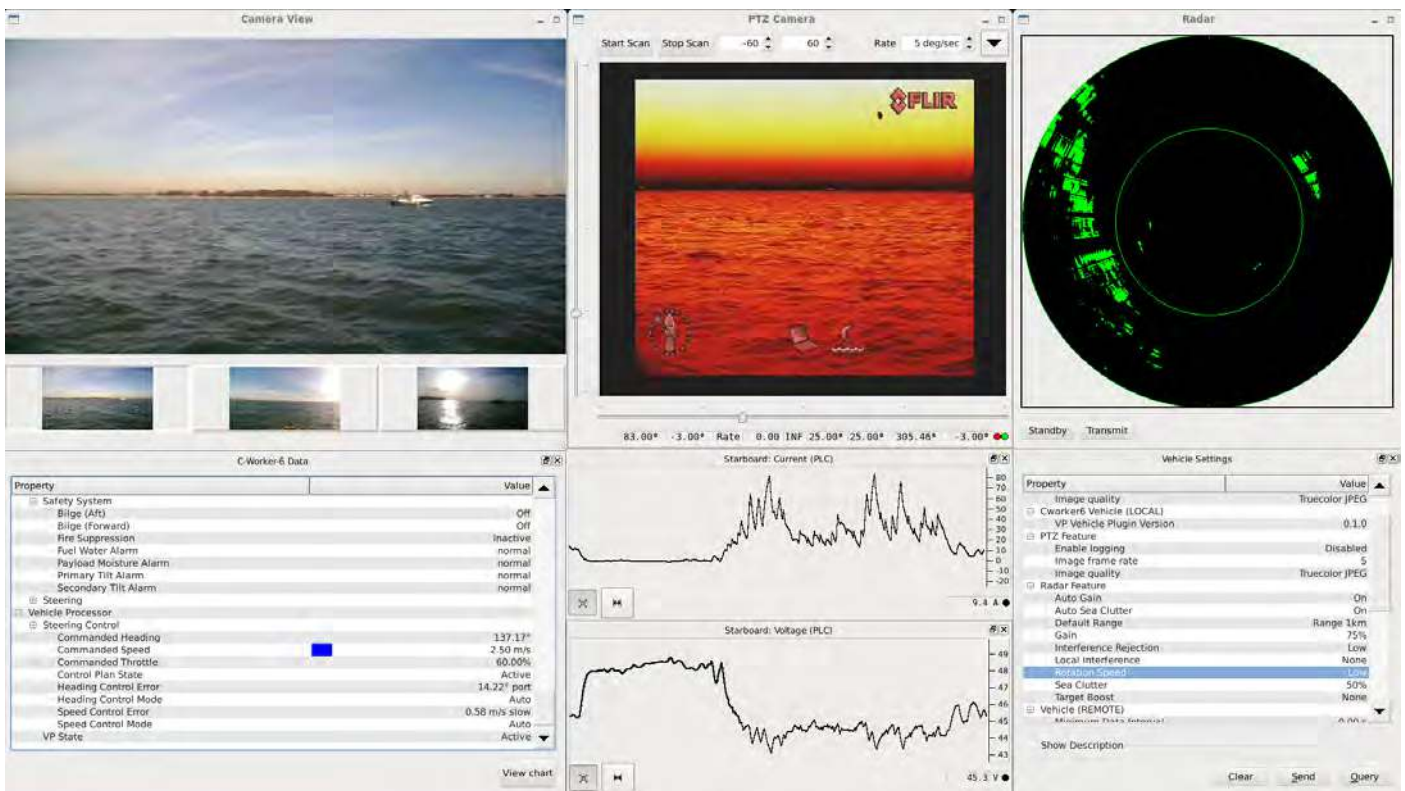 Camera View
PTZ Camera
Start Scan Stop Scan -60 60 Rate 5 deg/sec
FLIR
83.00° -3.00° Rate 0.00 INF 25.00° 25.00° 305.46° -3.00°
Radar
Standby Transmit
C-Worker-6 Data
Property Value
Safety System
Bilge (Aft) Off
Bilge (Forward) Off
Fire Suppression Inactive
Fuel Water Alarm normal
Payload Moisture Alarm normal
Primary Tilt Alarm normal
Secondary Tilt Alarm normal
Steering
Vehicle Processor
Steering Control
Commanded Heading 137.17°
Commanded Speed 2.50 m/s
Commanded Throttle 60.00%
Control Plan State Active
Heading Control Error 14.22° port
Heading Control Mode Auto
Speed Control Error 0.58 m/s slow
Speed Control Mode Auto
VP State Active
View chart
Starboard: Current (PLC)
80
70
60
50
40
30
20
10
0
-10
-20
9.4 A
Starboard: Voltage (PLC)
49
48
47
46
45
44
43
45.3 V
Vehicle Settings
Property Value
Image quality Truecolor JPEG
Cworker6 Vehicle (LOCAL)
VP Vehicle Plugin Version 0.1.0
PTZ Feature
Enable logging Disabled
Image frame rate 5
Image quality Truecolor JPEG
Radar Feature
Auto Gain On
Auto Sea Clutter On
Default Range Range 1km
Gain 75%
Interference Rejection Low
Local Interference None
Rotation Speed Low
Sea Clutter 50%
Target Boost None
Vehicle (REMOTE)
Minimum Data Interval 0.00 s
Show Description
Clear Send Query